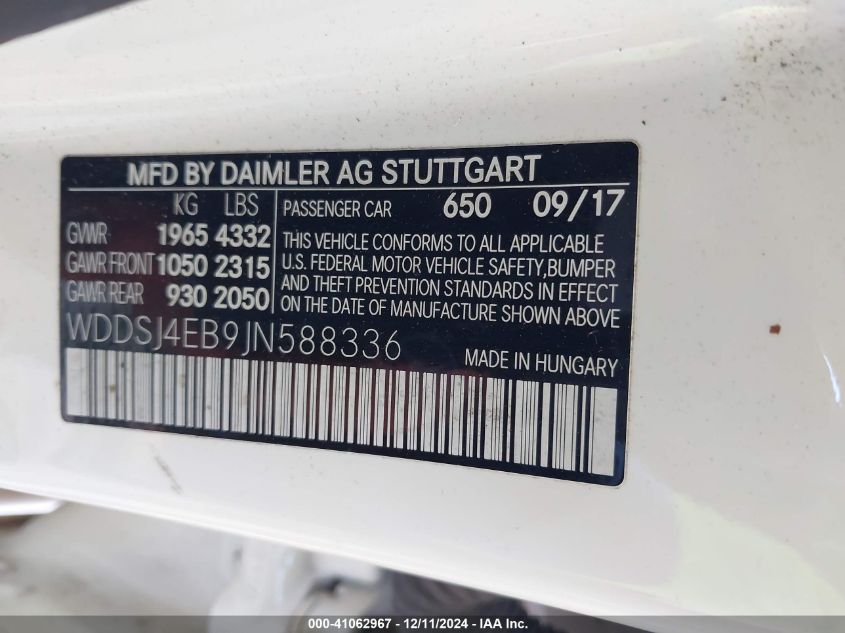 MFD BY DAIMLER AG STUTTGART
KG LBS
GVWR 1965 4332
GAWR FRONT 1050 2315
GAWR REAR 930 2050
PASSENGER CAR 650 09/17
THIS VEHICLE CONFORMS TO ALL APPLICABLE
U.S. FEDERAL MOTOR VEHICLE SAFETY,BUMPER
AND THEFT PREVENTION STANDARDS IN EFFECT
ON THE DATE OF MANUFACTURE SHOWN ABOVE
WDDSJ4EB9JN588336
MADE IN HUNGARY
000-41062967 - 12/11/2024 - IAA Inc.